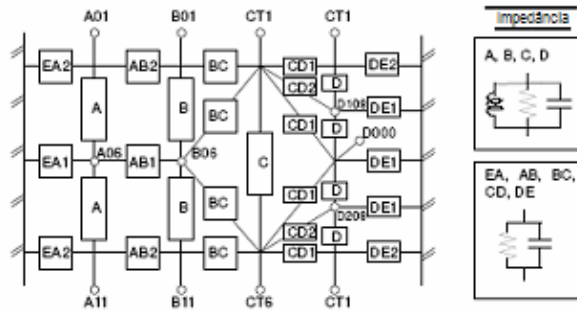 A01 B01 CT1 CT1
EA2 AB2 BC CD1 DE2
CD2 D
A B BC D108 DE1
CD1 D D000
EA1 A06 AB1 B06 C DE1
A B BC CD1 D
D208 DE1
CD2 D
EA2 AB2 BC CD1 DE2
A11 B11 CT6 CT1
Impedância
A, B, C, D
EA, AB, BC,
CD, DE